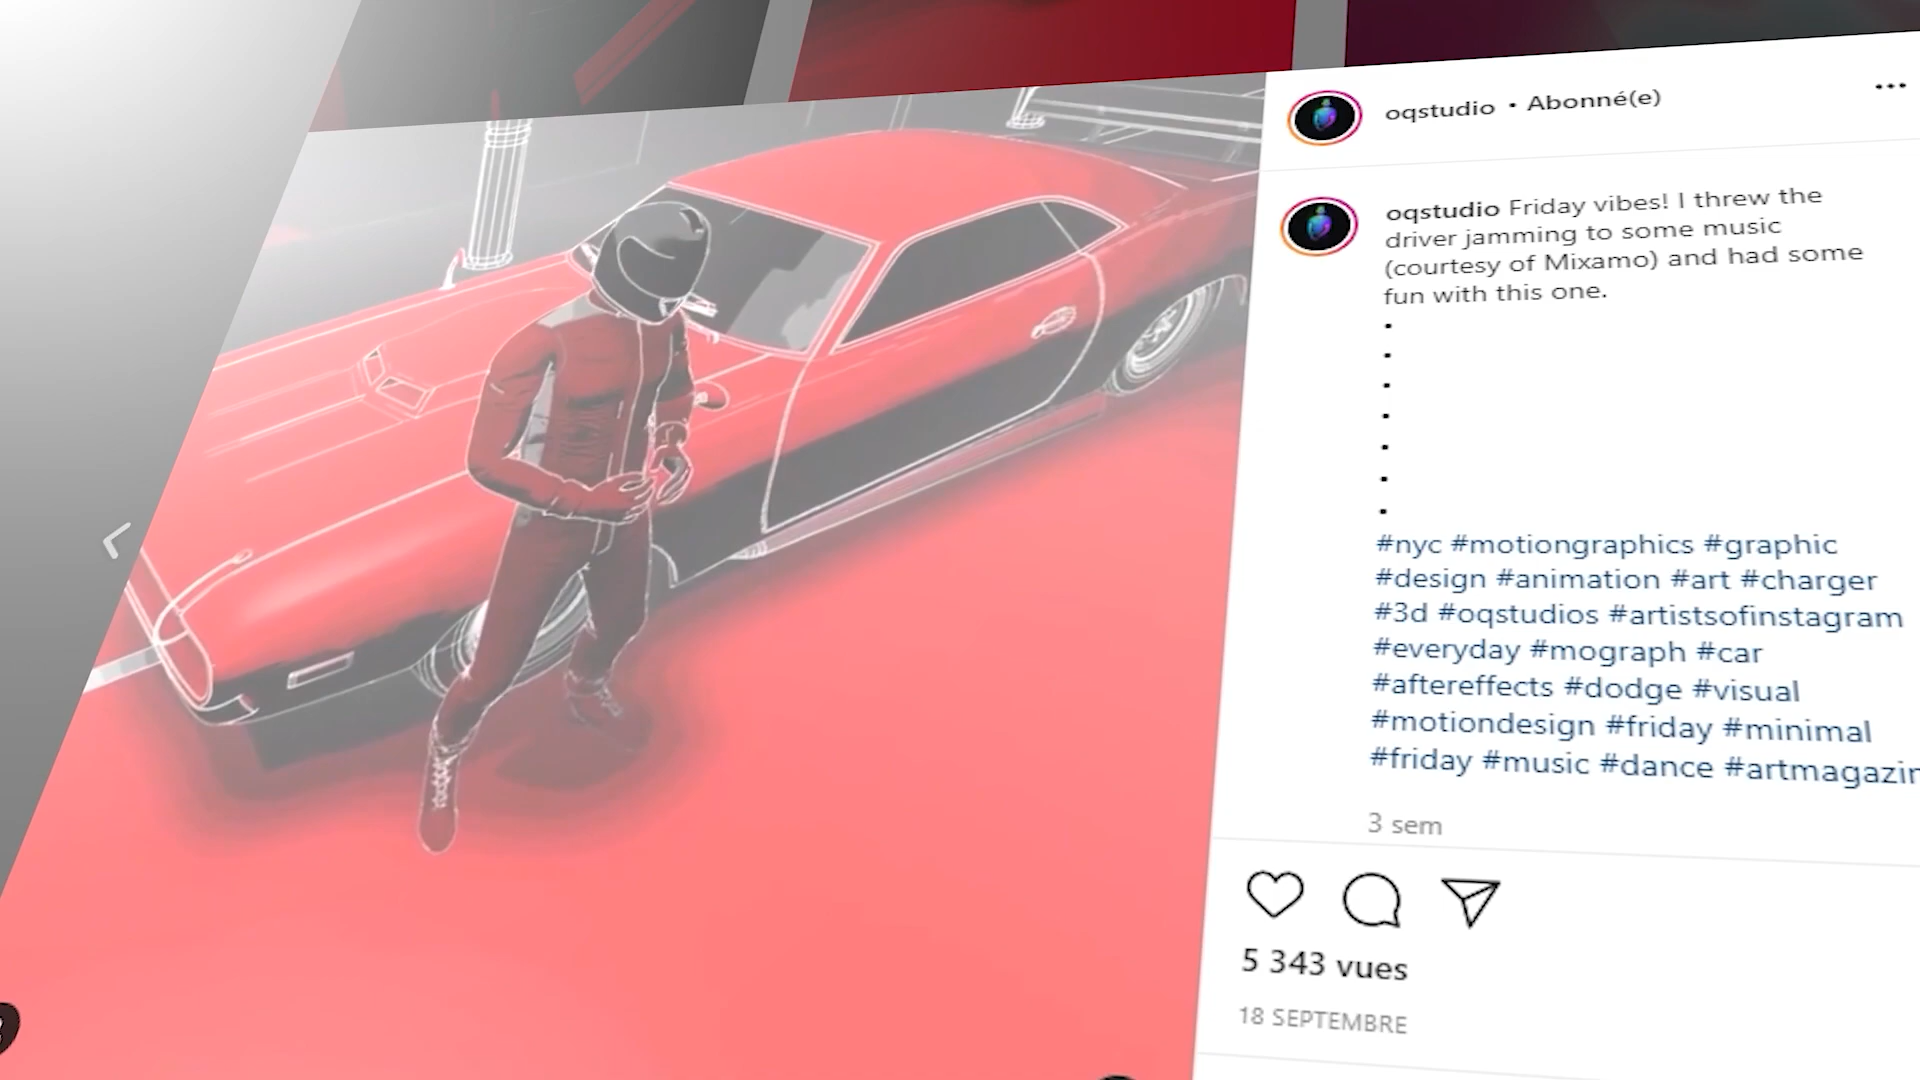 oqstudio • Abonné(e)
oqstudio Friday vibes! I threw the
driver jamming to some music
(courtesy of Mixamo) and had some
fun with this one.
.
.
.
.
.
.
.
#nyc #motiongraphics #graphic
#design #animation #art #charger
#3d #oqstudios #artistsofinstagram
#everyday #mograph #car
#aftereffects #dodge #visual
#motiondesign #friday #minimal
#friday #music #dance #artmagazin
3 sem
5 343 vues
18 SEPTEMBRE